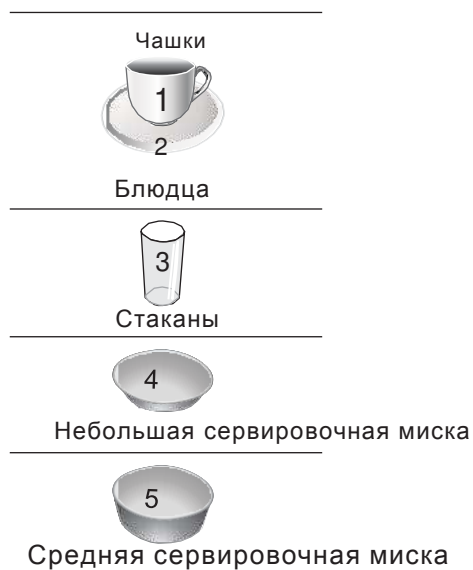 Чашки
1
2
Блюдца
3
Стаканы
4
Небольшая сервировочная миска
5
Средняя сервировочная миска